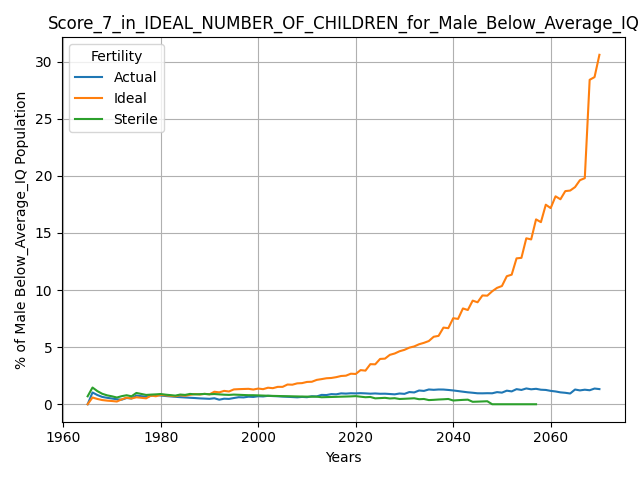 Score_7_in_IDEAL_NUMBER_OF_CHILDREN_for_Male_Below_Average_IQ
Fertility
Actual
Ideal
Sterile
% of Male Below_Average_IQ Population
30
25
20
15
10
5
0
1960
1980
2000
2020
2040
2060
Years